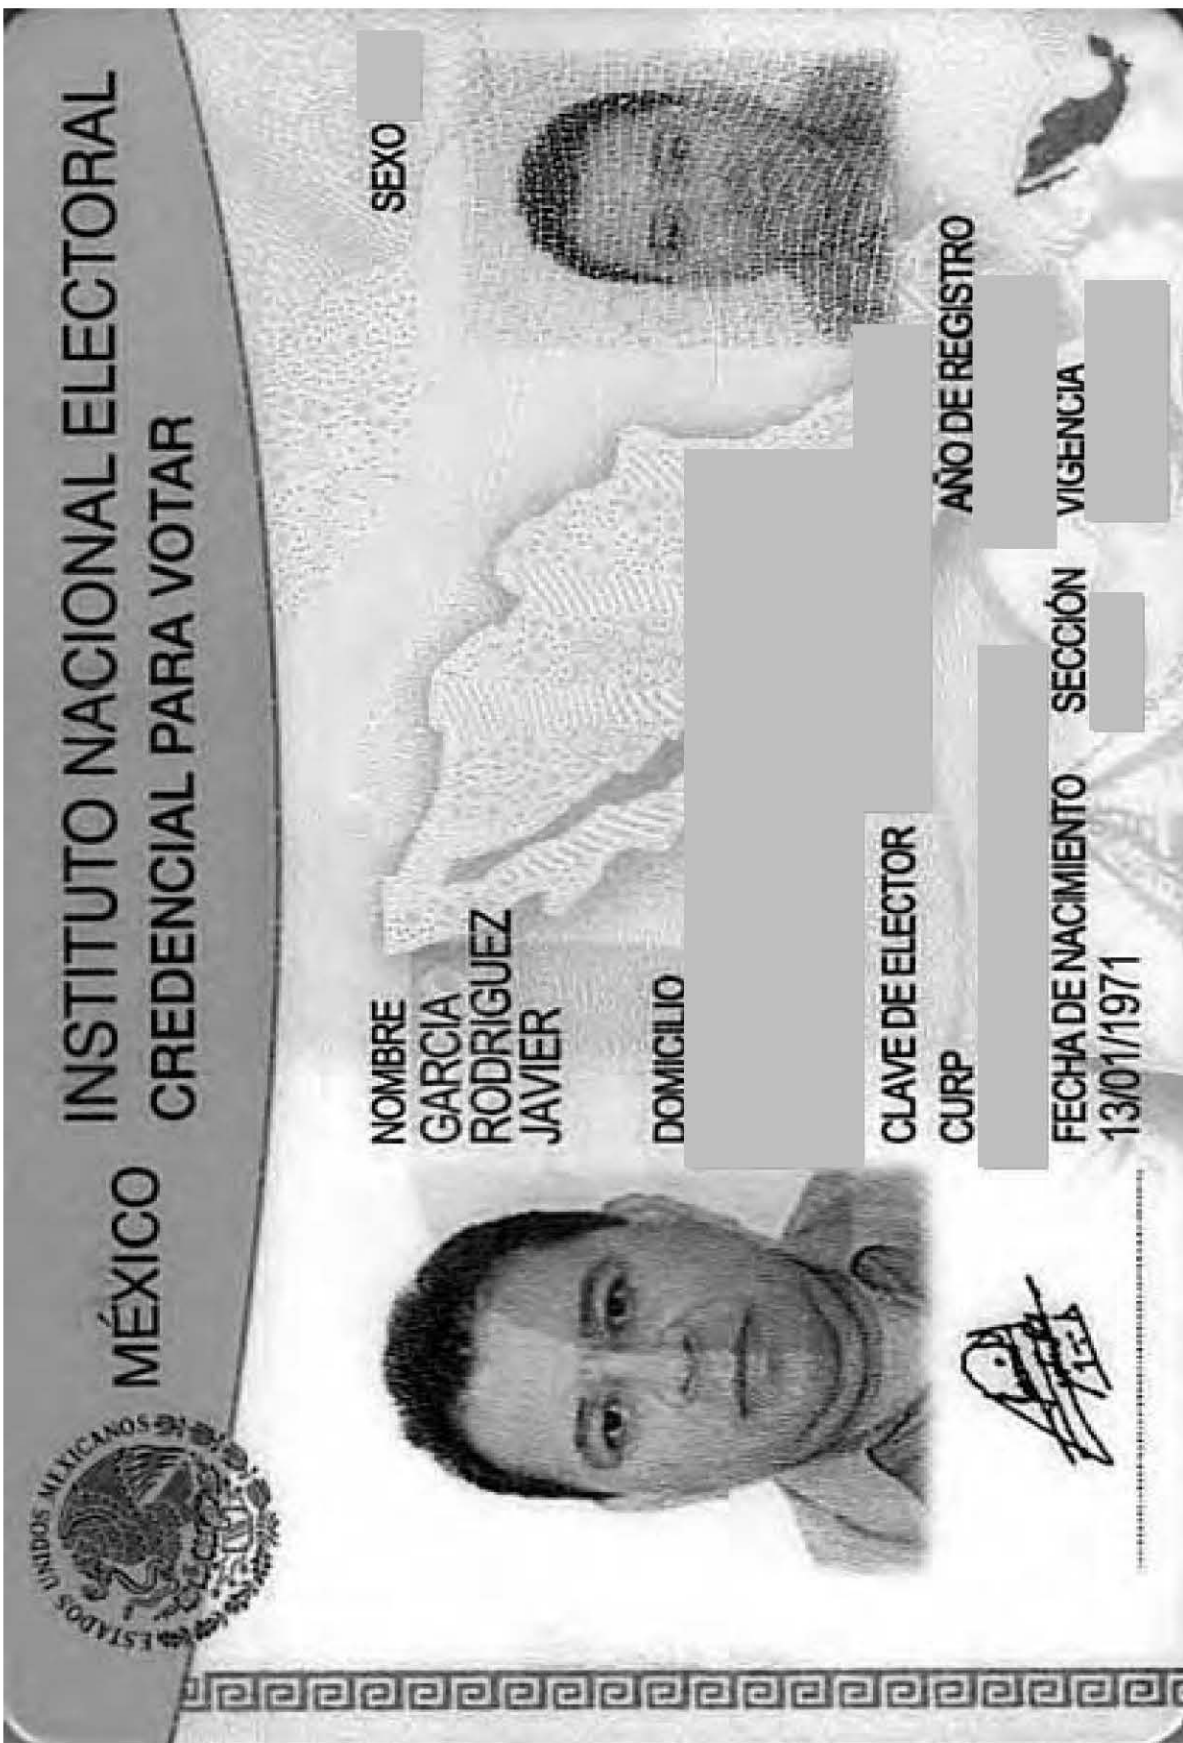 ESTADOS UNIDOS MEXICANOS
MÉXICO
INSTITUTO NACIONAL ELECTORAL
CREDENCIAL PARA VOTAR
NOMBRE
GARCIA
RODRIGUEZ
JAVIER
SEXO
DOMICILIO
CLAVE DE ELECTOR
CURP
AÑO DE REGISTRO
FECHA DE NACIMIENTO
13/01/1971
SECCIÓN
VIGENCIA